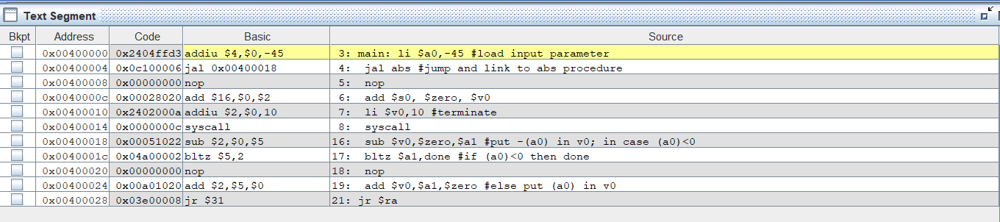 Text Segment
Bkpt Address Code Basic Source
0x00400000 0x2404ffd3 addiu $4,$0,-45 3: main: li $a0,-45 #load input parameter
0x00400004 0x0c100006 jal 0x00400018 4: jal abs #jump and link to abs procedure
0x00400008 0x00000000 nop 5: nop
0x0040000c 0x00028020 add $16,$0,$2 6: add $s0, $zero, $v0
0x00400010 0x2402000a addiu $2,$0,10 7: li $v0,10 #terminate
0x00400014 0x0000000c syscall 8: syscall
0x00400018 0x00051022 sub $2,$0,$5 16: sub $v0,$zero,$a1 #put -(a0) in v0; in case (a0)<0
0x0040001c 0x04a00002 bltz $5,2 17: bltz $a1,done #if (a0)<0 then done
0x00400020 0x00000000 nop 18: nop
0x00400024 0x00a01020 add $2,$5,$0 19: add $v0,$a1,$zero #else put (a0) in v0
0x00400028 0x03e00008 jr $31 21: jr $ra